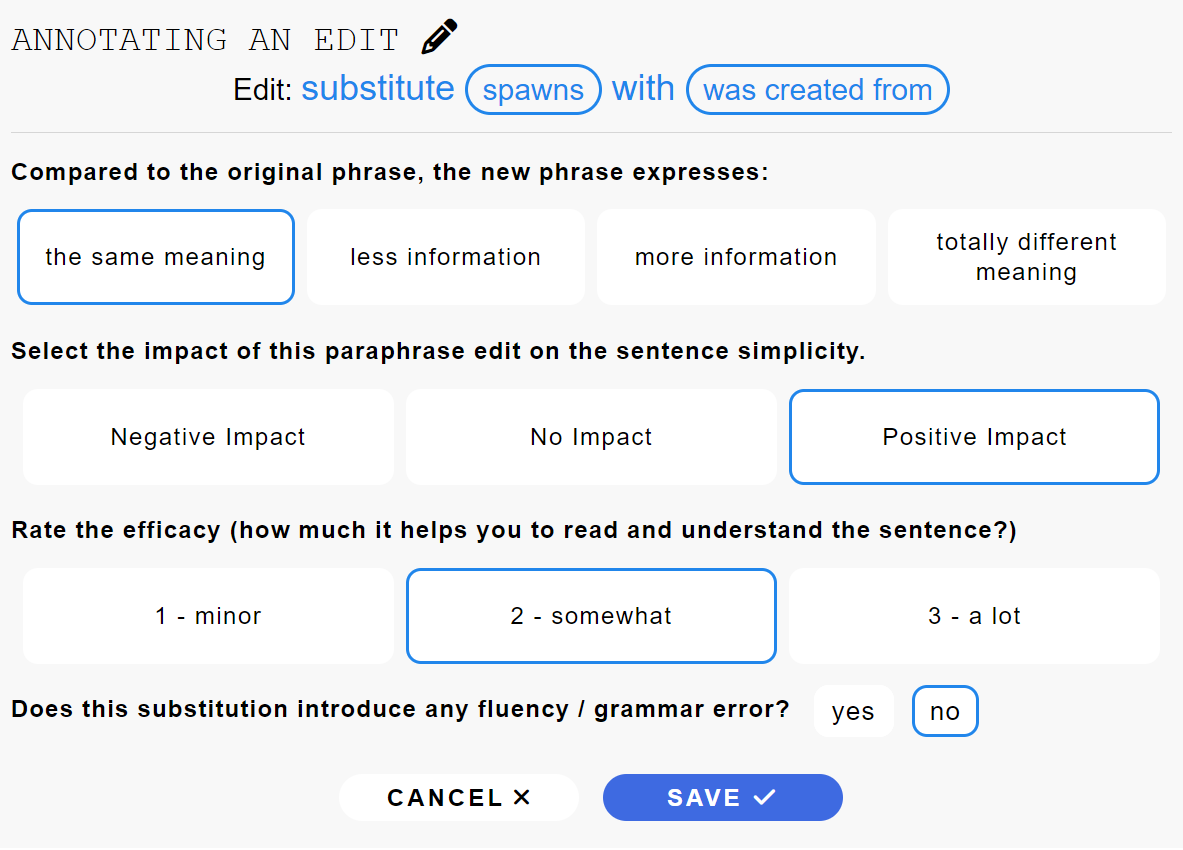 ANNOTATING AN EDIT
Edit: substitute spawns with was created from
Compared to the original phrase, the new phrase expresses:
the same meaning less information more information totally different meaning
Select the impact of this paraphrase edit on the sentence simplicity.
Negative Impact No Impact Positive Impact
Rate the efficacy (how much it helps you to read and understand the sentence?)
1 - minor 2 - somewhat 3 - a lot
Does this substitution introduce any fluency / grammar error? yes no
CANCEL SAVE